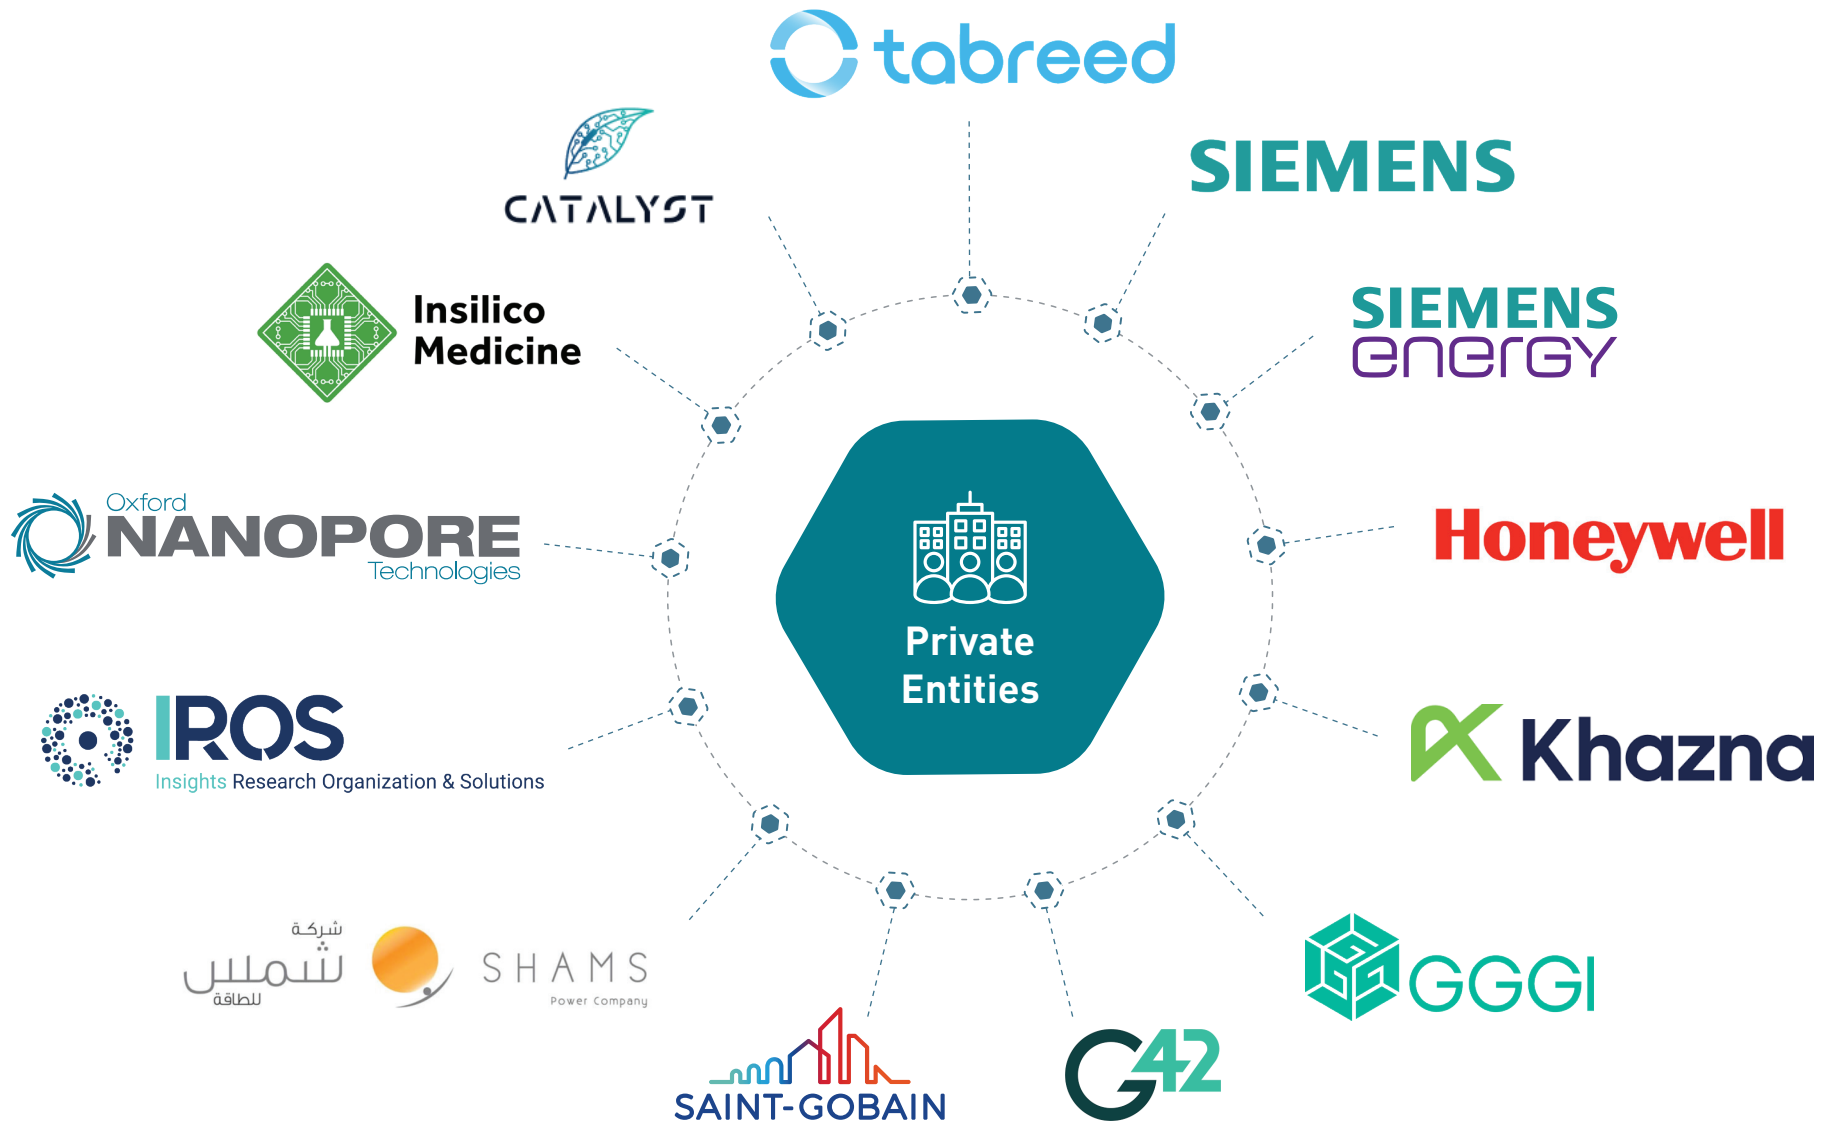 tabreed
SIEMENS
CATALYST
Insilico
Medicine
SIEMENS
energy
Oxford
NANOPORE
Technologies
Honeywell
Private
Entities
IROS
Insights Research Organization & Solutions
Khazna
شركة
شمس
للطاقة
SHAMS
Power Company
GGGI
SAINT-GOBAIN
G42